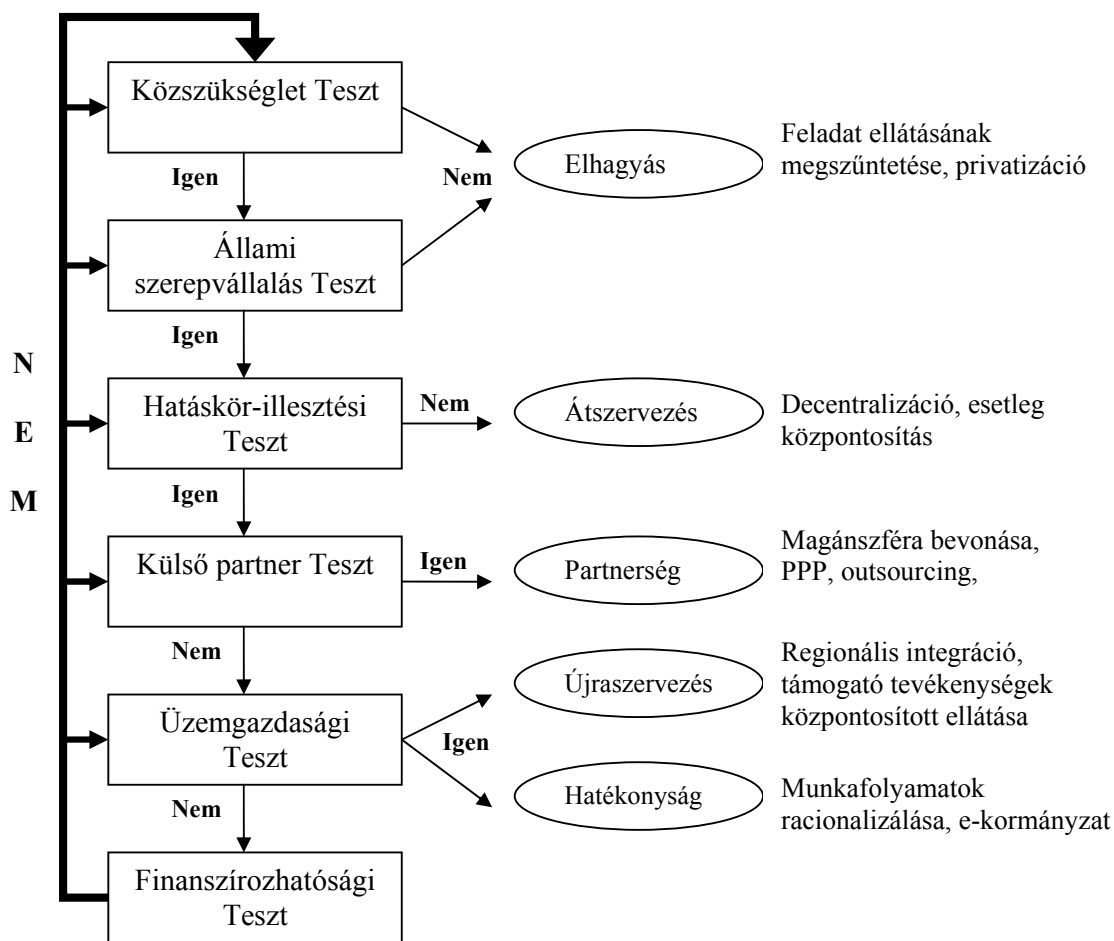 Közszükséglet Teszt
Igen
Nem
Elhagyás
Feladat ellátásának
megszűntetése, privatizáció
Állami
szerepvállalás Teszt
Igen
N
E
M
Hatáskör-illesztési
Teszt
Nem
Átszervezés
Decentralizáció, esetleg
központosítás
Igen
Külső partner Teszt
Igen
Partnerség
Magánszféra bevonása,
PPP, outsourcing,
Nem
Üzemgazdasági
Teszt
Igen
Újraszervezés
Regionális integráció,
támogató tevékenységek
központosított ellátása
Hatékonyság
Munkafolyamatok
racionalizálása, e-kormányzat
Nem
Finanszírozhatósági
Teszt